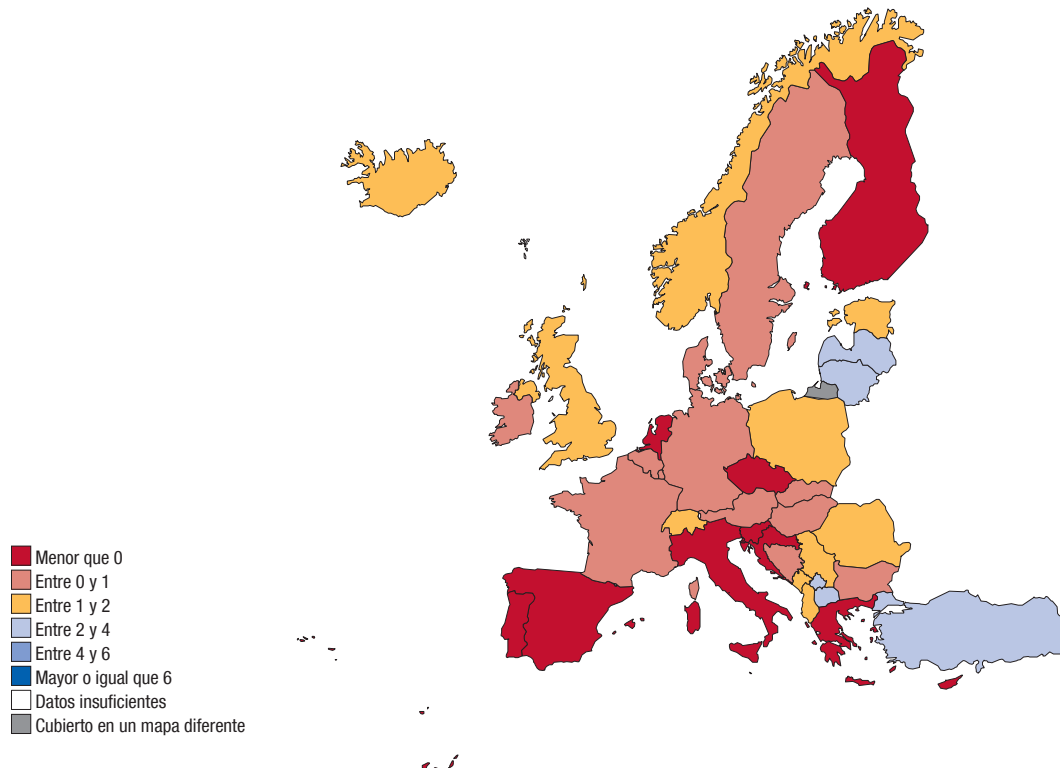 Menor que 0
Entre 0 y 1
Entre 1 y 2
Entre 2 y 4
Entre 4 y 6
Mayor o igual que 6
Datos insuficientes
Cubierto en un mapa diferente